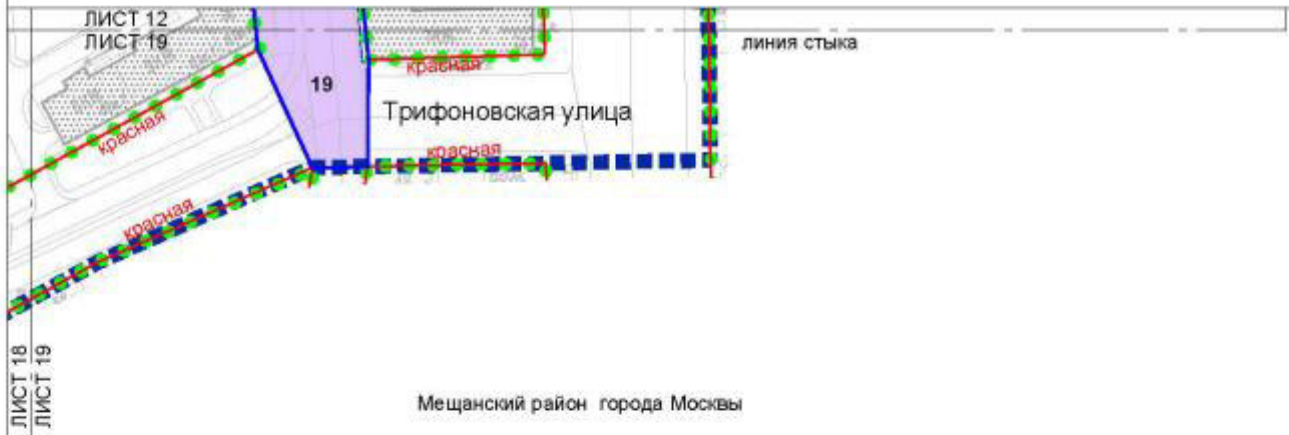 ЛИСТ 12
ЛИСТ 19
линия стыка
красная
19
Трифоновская улица
красная
красная
красная
ЛИСТ 18
ЛИСТ 19
Мещанский район города Москвы